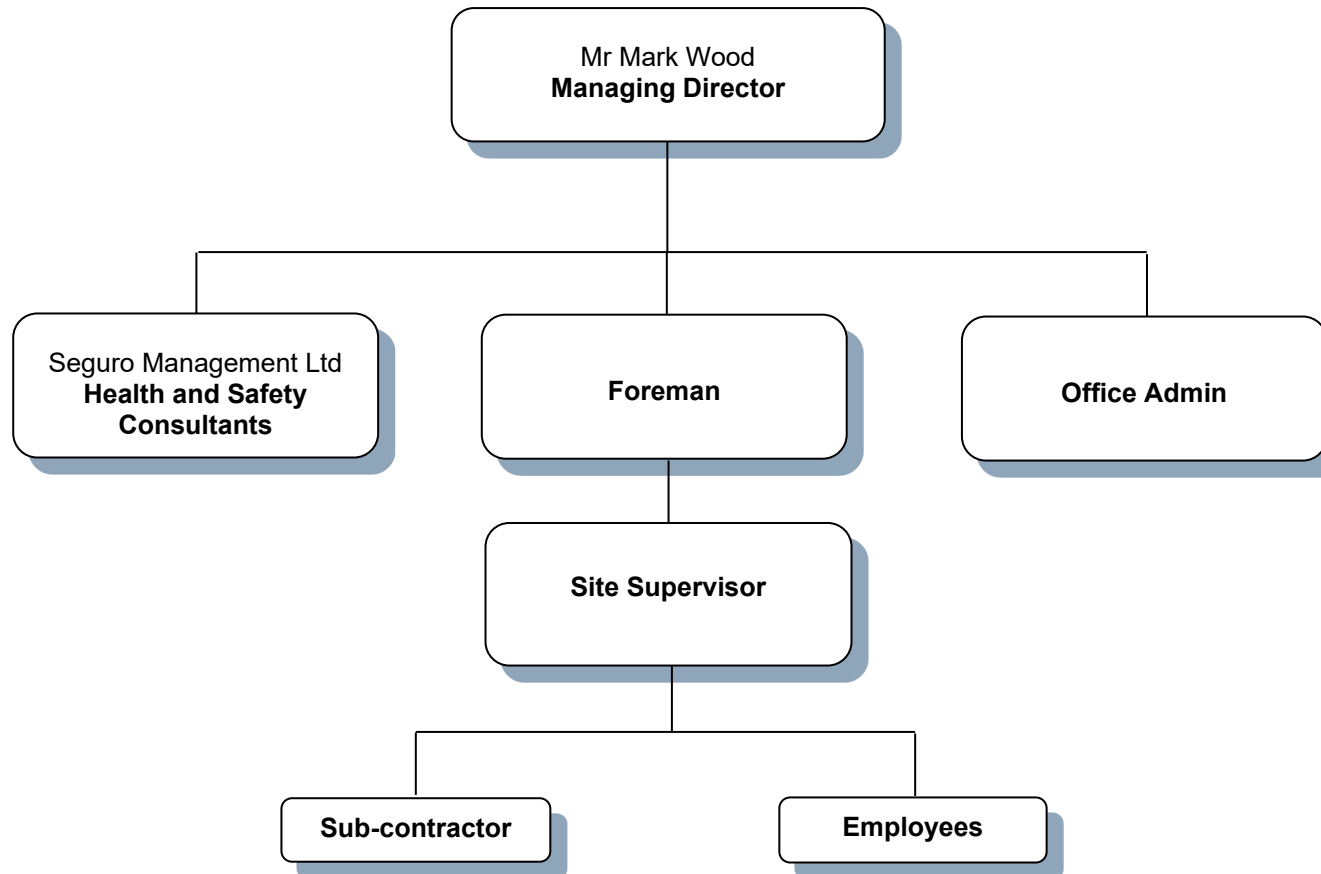 Mr Mark Wood
Managing Director
Seguro Management Ltd
Health and Safety
Consultants
Foreman
Office Admin
Site Supervisor
Sub-contractor
Employees